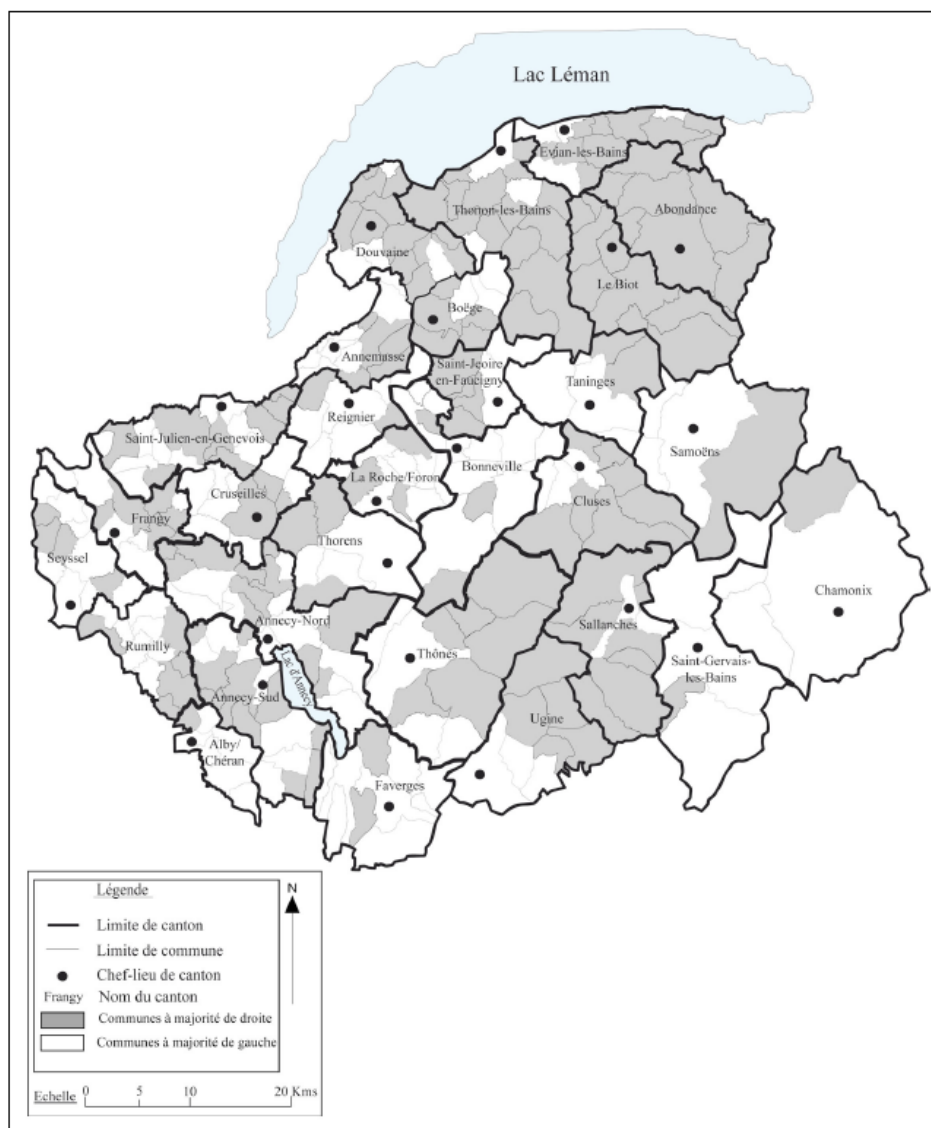 Lac Léman
Evian-les-Bains
Thonon-les-Bains
Abondance
Douvaine
Le Biot
Boëge
Annemasse
Saint-Jeoire
en-Faucigny
Taninges
Reignier
Saint-Julien-en-Genevois
Samoëns
Bonneville
La Roche/Foron
Cluses
Cruseilles
Frangy
Thorens
Seyssel
Chamonix
Annecy-Nord
Sallanches
Rumilly
Thônes
Saint-Gervais-
les-Bains
Lac d'Annecy
Annecy-Sud
Ugine
Alby/
Chéran
Faverges
Légende
N
Limite de canton
Limite de commune
Chef-lieu de canton
Frangy Nom du canton
Communes à majorité de droite
Communes à majorité de gauche
Echelle 0 5 10 20 Kms